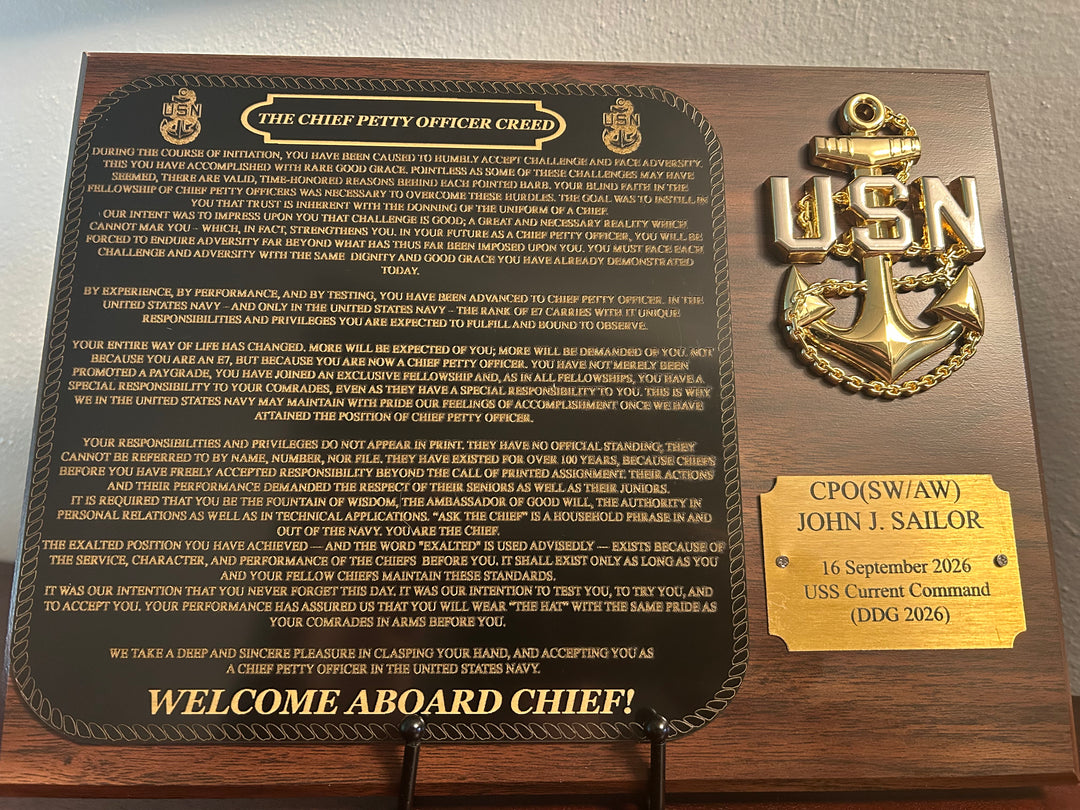 USN
USN
THE CHIEF PETTY OFFICER CREED
DURING THE COURSE OF INITIATION, YOU HAVE BEEN CAUSED TO HUMBLY ACCEPT CHALLENGE AND FACE ADVERSITY.
THIS YOU HAVE ACCOMPLISHED WITH RARE GOOD GRACE. POINTLESS AS SOME OF THESE CHALLENGES MAY HAVE
SEEMED, THERE ARE VALID, TIME-HONORED REASONS BEHIND EACH POINTED BARB. YOUR BLIND FAITH IN THE
FELLOWSHIP OF CHIEF PETTY OFFICERS WAS NECESSARY TO OVERCOME THESE HURDLES. THE GOAL WAS TO INSTILL IN
YOU THAT TRUST IS INHERENT WITH THE DONNING OF THE UNIFORM OF A CHIEF.
OUR INTENT WAS TO IMPRESS UPON YOU THAT CHALLENGE IS GOOD; A GREAT AND NECESSARY REALITY WHICH
CANNOT MAR YOU - WHICH, IN FACT, STRENGTHENS YOU. IN YOUR FUTURE AS A CHIEF PETTY OFFICER, YOU WILL BE
FORCED TO ENDURE ADVERSITY FAR BEYOND WHAT HAS THUS FAR BEEN IMPOSED UPON YOU. YOU MUST FACE EACH
CHALLENGE AND ADVERSITY WITH THE SAME DIGNITY AND GOOD GRACE YOU HAVE ALREADY DEMONSTRATED
TODAY.
BY EXPERIENCE, BY PERFORMANCE, AND BY TESTING, YOU HAVE BEEN ADVANCED TO CHIEF PETTY OFFICER. IN THE
UNITED STATES NAVY – AND ONLY IN THE UNITED STATES NAVY – THE RANK OF E7 CARRIES WITH IT UNIQUE
RESPONSIBILITIES AND PRIVILEGES YOU ARE EXPECTED TO FULFILL AND BOUND TO OBSERVE.
YOUR ENTIRE WAY OF LIFE HAS CHANGED. MORE WILL BE EXPECTED OF YOU; MORE WILL BE DEMANDED OF YOU. NOT
BECAUSE YOU ARE AN E7, BUT BECAUSE YOU ARE NOW A CHIEF PETTY OFFICER. YOU HAVE NOT MERELY BEEN
PROMOTED A PAYGRADE, YOU HAVE JOINED AN EXCLUSIVE FELLOWSHIP AND, AS IN ALL FELLOWSHIPS, YOU HAVE A
SPECIAL RESPONSIBILITY TO YOUR COMRADES, EVEN AS THEY HAVE A SPECIAL RESPONSIBILITY TO YOU. THIS IS WHY
WE IN THE UNITED STATES NAVY MAY MAINTAIN WITH PRIDE OUR FEELINGS OF ACCOMPLISHMENT ONCE WE HAVE
ATTAINED THE POSITION OF CHIEF PETTY OFFICER.
YOUR RESPONSIBILITIES AND PRIVILEGES DO NOT APPEAR IN PRINT. THEY HAVE NO OFFICIAL STANDING; THEY
CANNOT BE REFERRED TO BY NAME, NUMBER, NOR FILE. THEY HAVE EXISTED FOR OVER 100 YEARS, BECAUSE CHIEFS
BEFORE YOU HAVE FREELY ACCEPTED RESPONSIBILITY BEYOND THE CALL OF PRINTED ASSIGNMENT. THEIR ACTIONS
AND THEIR PERFORMANCE DEMANDED THE RESPECT OF THEIR SENIORS AS WELL AS THEIR JUNIORS.
IT IS REQUIRED THAT YOU BE THE FOUNTAIN OF WISDOM, THE AMBASSADOR OF GOOD WILL, THE AUTHORITY IN
PERSONAL RELATIONS AS WELL AS IN TECHNICAL APPLICATIONS. "ASK THE CHIEF" IS A HOUSEHOLD PHRASE IN AND
OUT OF THE NAVY. YOU ARE THE CHIEF.
THE EXALTED POSITION YOU HAVE ACHIEVED — AND THE WORD "EXALTED" IS USED ADVISEDLY — EXISTS BECAUSE OF
THE SERVICE, CHARACTER, AND PERFORMANCE OF THE CHIEFS BEFORE YOU. IT SHALL EXIST ONLY AS LONG AS YOU
AND YOUR FELLOW CHIEFS MAINTAIN THESE STANDARDS.
IT WAS OUR INTENTION THAT YOU NEVER FORGET THIS DAY. IT WAS OUR INTENTION TO TEST YOU, TO TRY YOU, AND
TO ACCEPT YOU. YOUR PERFORMANCE HAS ASSURED US THAT YOU WILL WEAR "THE HAT" WITH THE SAME PRIDE AS
YOUR COMRADES IN ARMS BEFORE YOU.
WE TAKE A DEEP AND SINCERE PLEASURE IN CLASPING YOUR HAND, AND ACCEPTING YOU AS
A CHIEF PETTY OFFICER IN THE UNITED STATES NAVY.
WELCOME ABOARD CHIEF!
USN
CPO(SW/AW)
JOHN J. SAILOR
16 September 2026
USS Current Command
(DDG 2026)